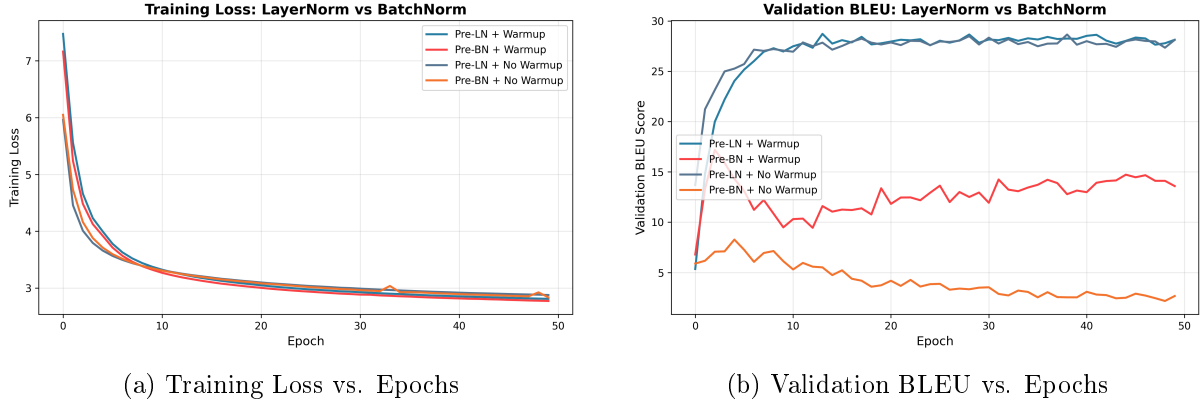 Training Loss: LayerNorm vs BatchNorm
Training Loss
7
6
5
4
3
Pre-LN + Warmup
Pre-BN + Warmup
Pre-LN + No Warmup
Pre-BN + No Warmup
0 10 20 30 40 50
Epoch
(a) Training Loss vs. Epochs
Validation BLEU: LayerNorm vs BatchNorm
Validation BLEU Score
30
25
20
15
10
5
Pre-LN + Warmup
Pre-BN + Warmup
Pre-LN + No Warmup
Pre-BN + No Warmup
0 10 20 30 40 50
Epoch
(b) Validation BLEU vs. Epochs